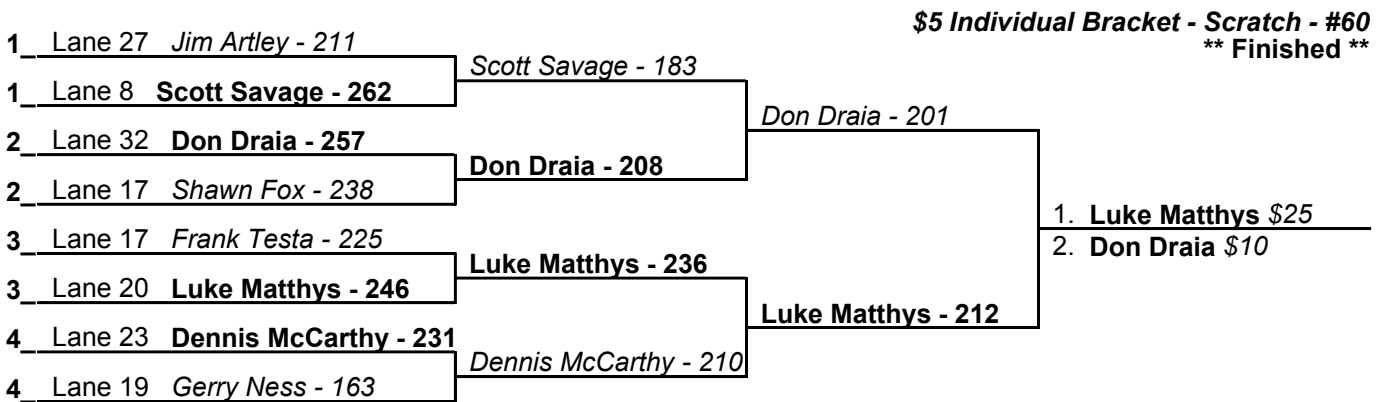 $5 Individual Bracket - Scratch - #60
** Finished **
1_ Lane 27 Jim Artley - 211
1_ Lane 8 Scott Savage - 262
2_ Lane 32 Don Draia - 257
2_ Lane 17 Shawn Fox - 238
3_ Lane 17 Frank Testa - 225
3_ Lane 20 Luke Matthys - 246
4_ Lane 23 Dennis McCarthy - 231
4_ Lane 19 Gerry Ness - 163
Scott Savage - 183
Don Draia - 208
Luke Matthys - 236
Dennis McCarthy - 210
Don Draia - 201
Luke Matthys - 212
1. Luke Matthys $25
2. Don Draia $10